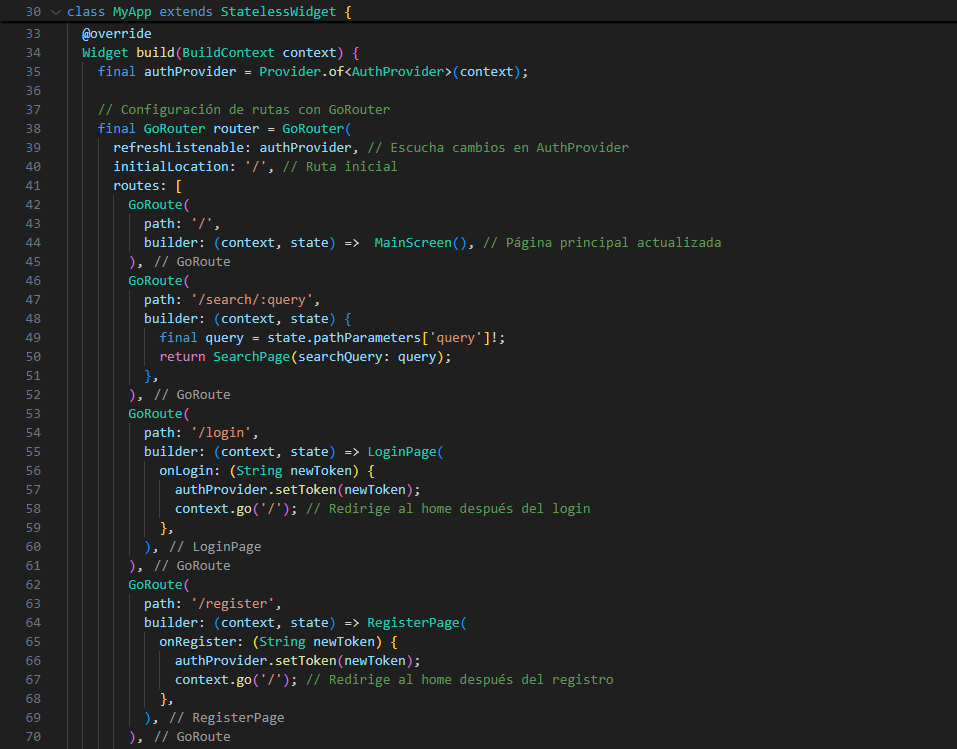 30 class MyApp extends StatelessWidget {
33 @override
34 Widget build(BuildContext context) {
35 final authProvider = Provider.of<AuthProvider>(context);
36
37 // Configuración de rutas con GoRouter
38 final GoRouter router = GoRouter(
39 refreshListenable: authProvider, // Escucha cambios en AuthProvider
40 initialLocation: '/', // Ruta inicial
41 routes: [
42 GoRoute(
43 path: '/',
44 builder: (context, state) =>  MainScreen(), // Página principal actualizada
45 ), // GoRoute
46 GoRoute(
47 path: '/search/:query',
48 builder: (context, state) {
49 final query = state.pathParameters['query']!;
50 return SearchPage(searchQuery: query);
51 },
52 ), // GoRoute
53 GoRoute(
54 path: '/login',
55 builder: (context, state) => LoginPage(
56 onLogin: (String newToken) {
57 authProvider.setToken(newToken);
58 context.go('/'); // Redirige al home después del login
59 },
60 ), // LoginPage
61 ), // GoRoute
62 GoRoute(
63 path: '/register',
64 builder: (context, state) => RegisterPage(
65 onRegister: (String newToken) {
66 authProvider.setToken(newToken);
67 context.go('/'); // Redirige al home después del registro
68 },
69 ), // RegisterPage
70 ), // GoRoute